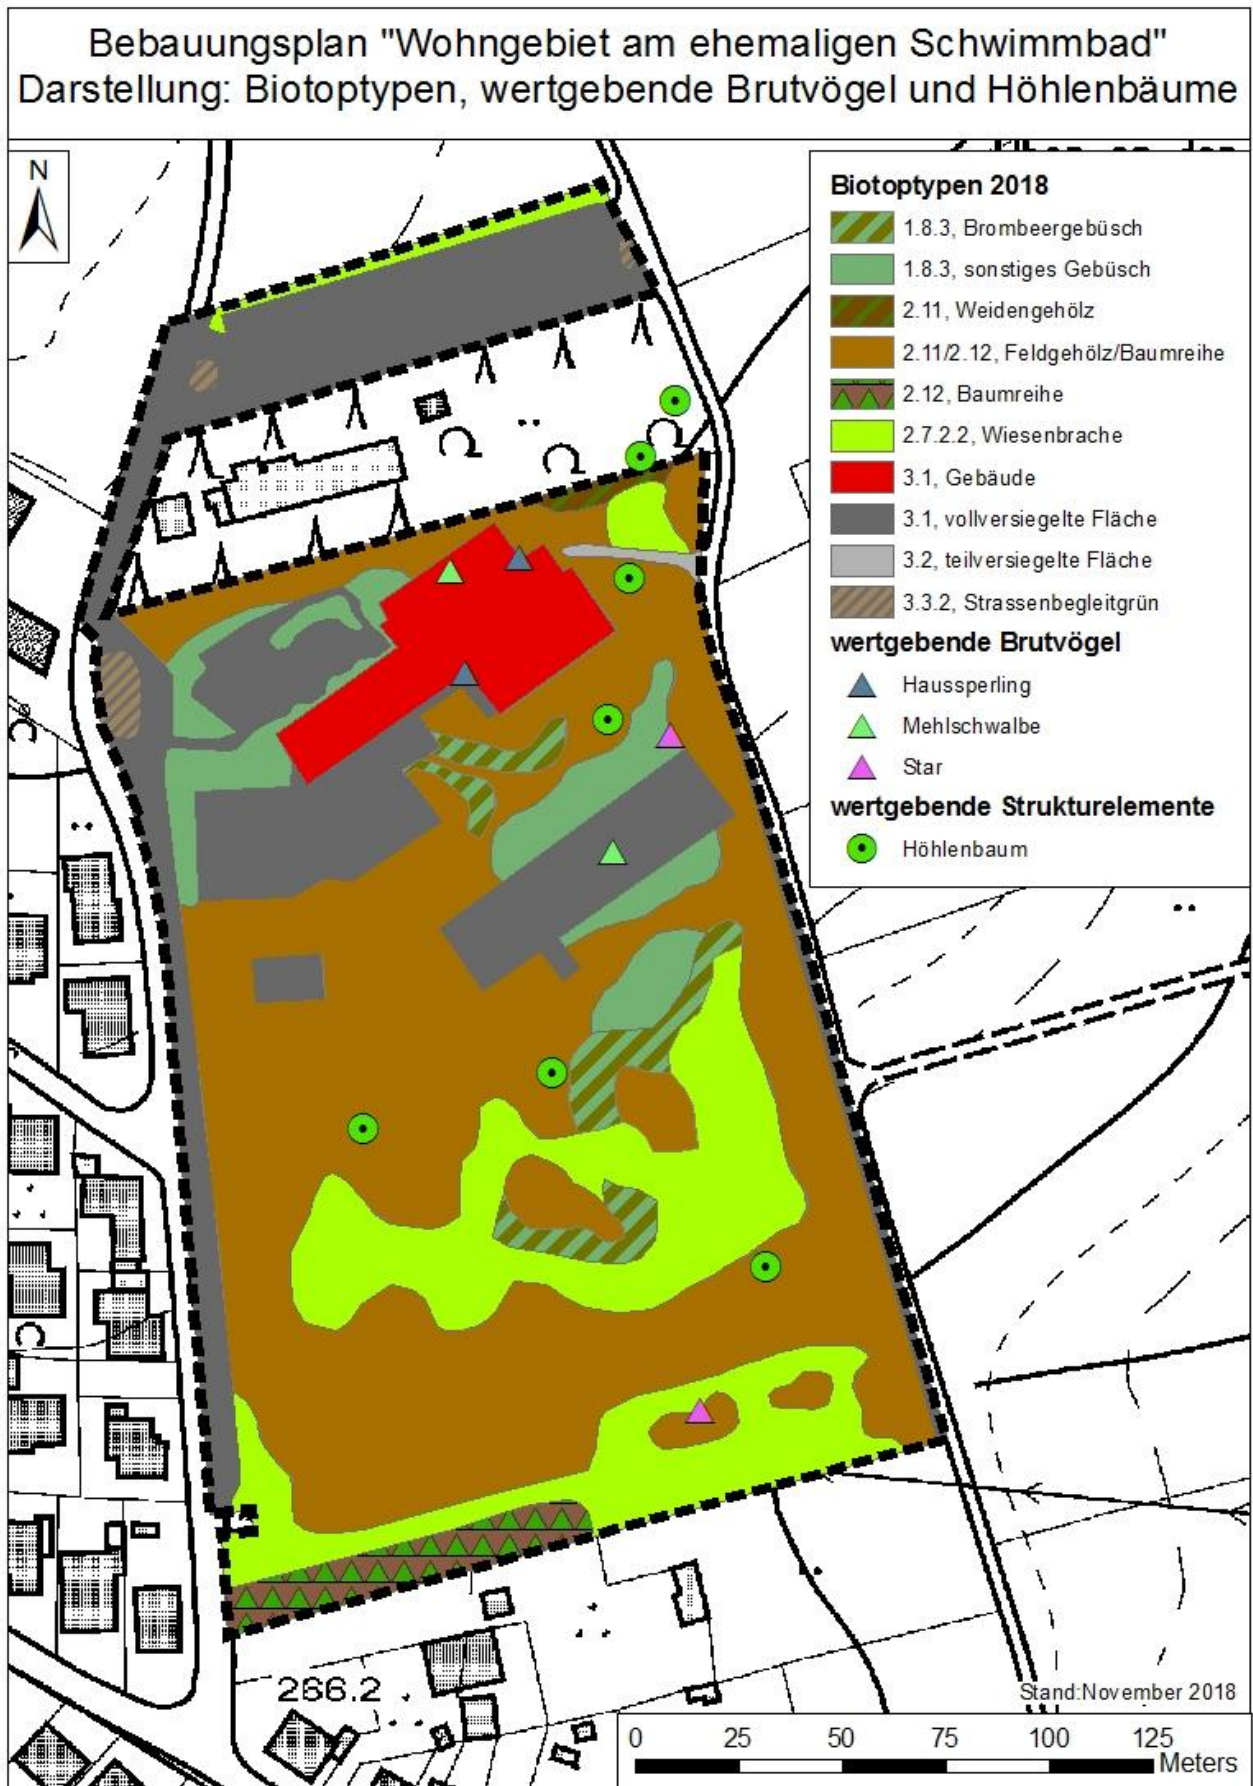 Bebauungsplan "Wohngebiet am ehemaligen Schwimmbad"
Darstellung: Biotoptypen, wertgebende Brutvögel und Höhlenbäume
N
Biotoptypen 2018
1.8.3, Brombeergebüsch
1.8.3, sonstiges Gebüsch
2.11, Weidengehölz
2.11/2.12, Feldgehölz/Baumreihe
2.12, Baumreihe
2.7.2.2, Wiesenbrache
3.1, Gebäude
3.1, vollversiegelte Fläche
3.2, teilversiegelte Fläche
3.3.2, Strassenbegleitgrün
wertgebende Brutvögel
Haussperling
Mehlschwalbe
Star
wertgebende Strukturelemente
Höhlenbaum
266.2
Stand:November 2018
0 25 50 75 100 125
Meters